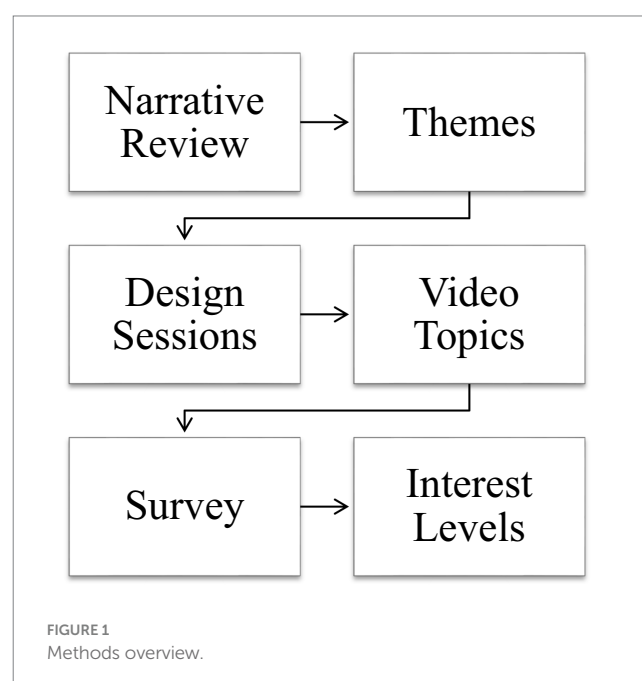 Narrative
Review
Themes
Design
Sessions
Video
Topics
Survey
Interest
Levels
FIGURE 1
Methods overview.